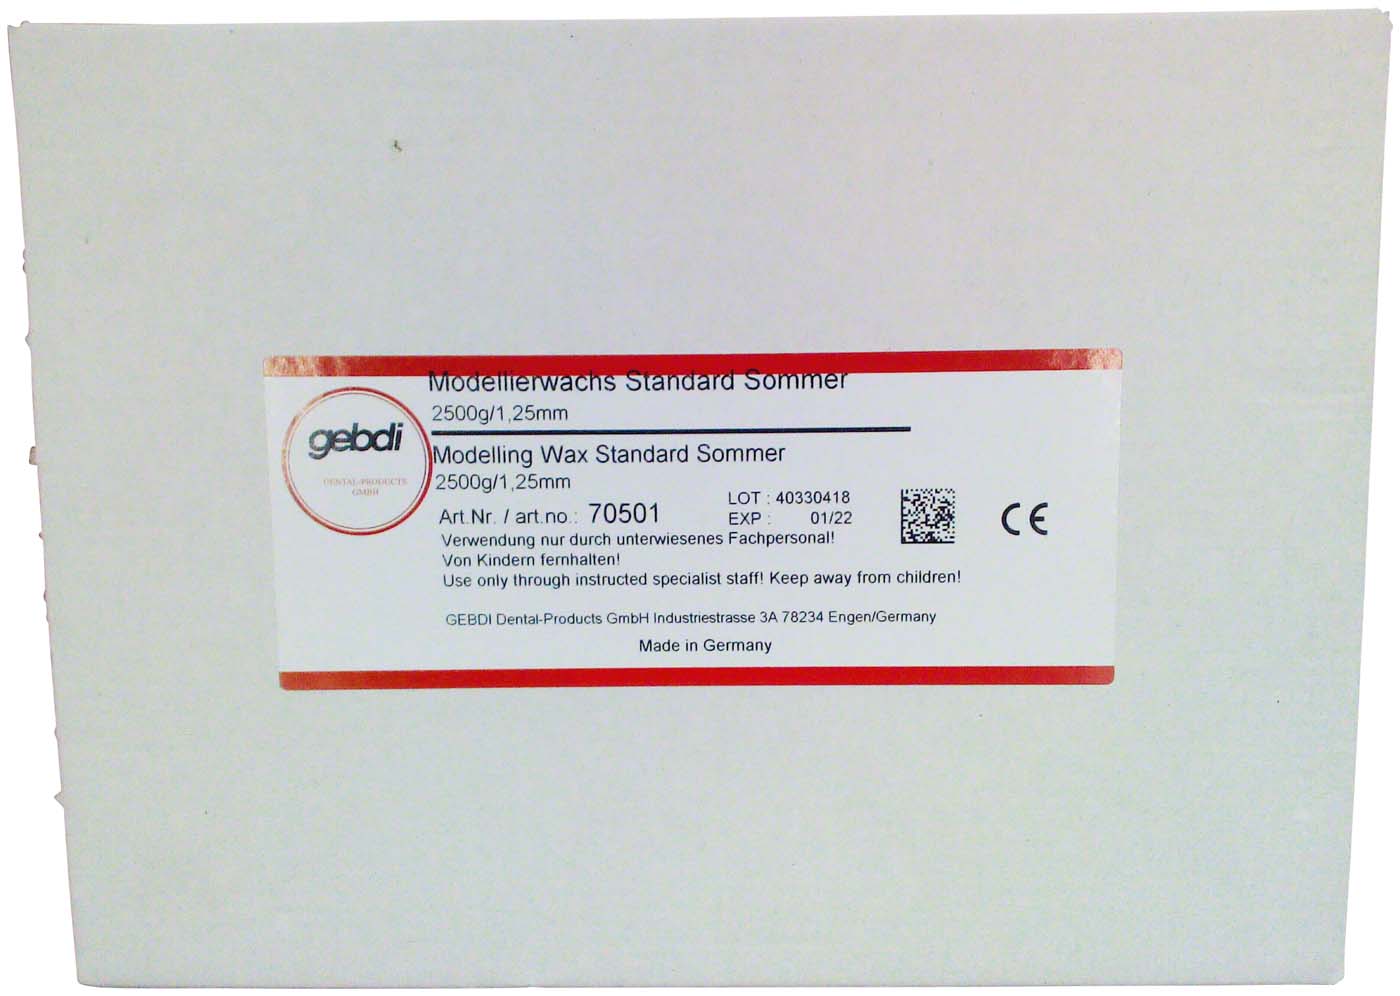 Modellierwachs Standard Sommer
2500g/1,25mm
gebdi
DENTAL-PRODUCTS
GMBH
Modelling Wax Standard Sommer
2500g/1,25mm
Art.Nr. / art.no.: 70501
LOT : 40330418
EXP : 01/22
CE
Verwendung nur durch unterwiesenes Fachpersonal!
Von Kindern fernhalten!
Use only through instructed specialist staff! Keep away from children!
GEBDI Dental-Products GmbH Industriestrasse 3A 78234 Engen/Germany
Made in Germany